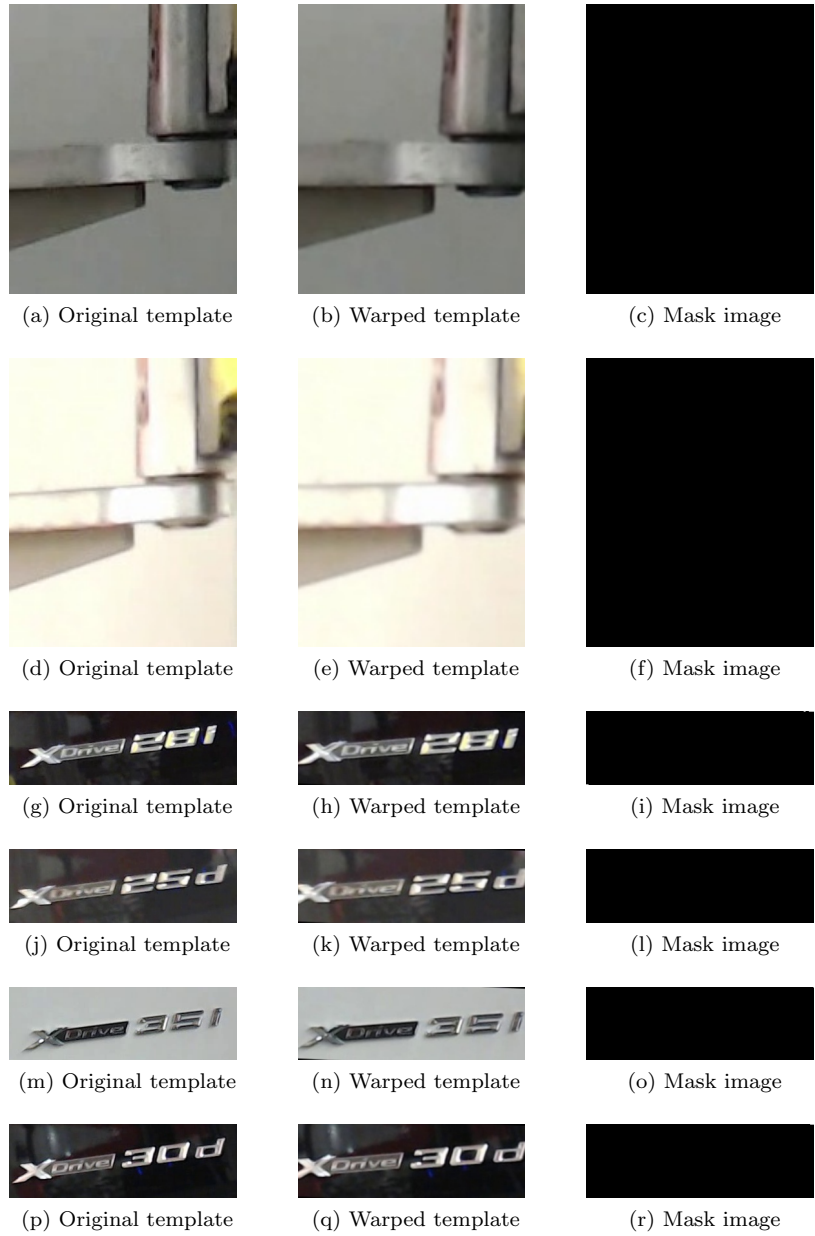 (a) Original template (b) Warped template (c) Mask image
(d) Original template (e) Warped template (f) Mask image
XDrive 28i XDrive 28i
(g) Original template (h) Warped template (i) Mask image
XDrive 25d XDrive 25d
(j) Original template (k) Warped template (l) Mask image
XDrive 35i XDrive 35i
(m) Original template (n) Warped template (o) Mask image
XDrive 30d XDrive 30d
(p) Original template (q) Warped template (r) Mask image